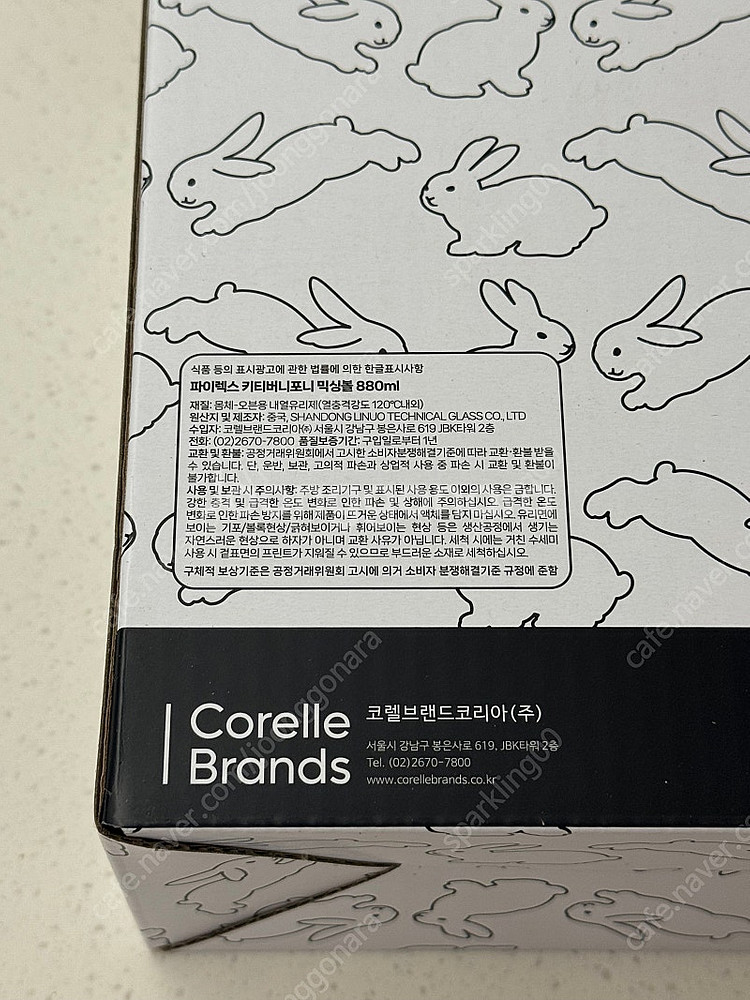 식품 등의 표시광고에 관한 법률에 의한 한글표시사항
파이렉스 키티버니포니 믹싱볼 880ml
재질: 몸체-오븐용 내열유리제(열충격강도 120℃내외)
원산지 및 제조자: 중국, SHANDONG LINUO TECHNICAL GLASS CO., LTD
수입자: 코렐브랜드코리아㈜ 서울시 강남구 봉은사로 619 JBK타워 2층
전화: (02)2670-7800 품질보증기간: 구입일로부터 1년
교환 및 환불: 공정거래위원회에서 고시한 소비자분쟁해결기준에 따라 교환·환불 받을
수 있습니다. 단, 운반, 보관, 고의적 파손과 상업적 사용 중 파손 시 교환 및 환불이
불가합니다.
사용 및 보관 시 주의사항: 주방 조리기구 및 표시된 사용 용도 이외의 사용은 금합니다.
강한 충격 및 급격한 온도 변화로 인한 파손 및 상해에 주의하십시오. 급격한 온도
변화로 인한 파손 방지를 위해 제품이 뜨거운 상태에서 액체를 담지 마십시오. 유리면에
보이는 기포/볼록현상/긁혀보이거나 휘어보이는 현상 등은 생산공정에서 생기는
자연스러운 현상으로 하자가 아니며 교환 사유가 아닙니다. 세척 시에는 거친 수세미
사용 시 겉표면의 프린트가 지워질 수 있으므로 부드러운 소재로 세척하십시오.
구체적 보상기준은 공정거래위원회 고시에 의거 소비자 분쟁해결기준 규정에 준함
Corelle
Brands
코렐브랜드코리아(주)
서울시 강남구 봉은사로 619, JBK타워 2층
Tel. (02)2670-7800
www.corellebrands.co.kr
cafe.naver.com/joonggonara
sparkling00